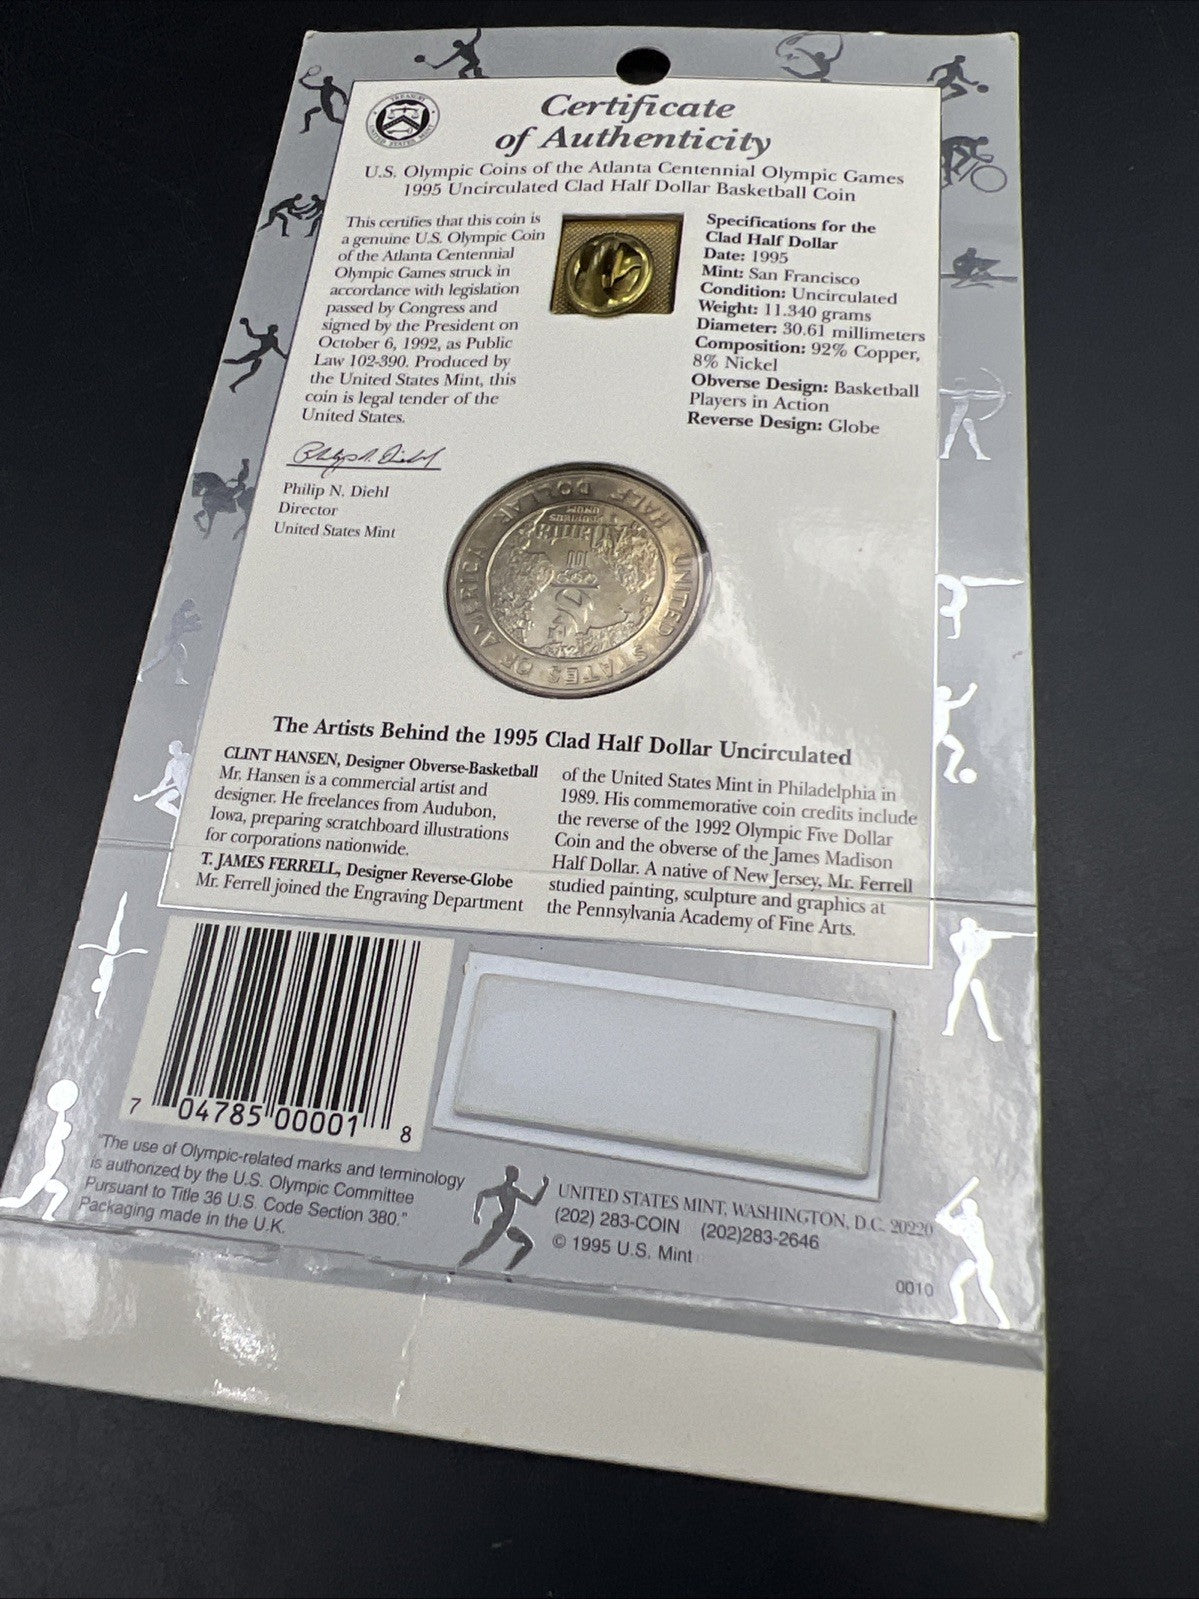 Certificate
of Authenticity
U.S. Olympic Coins of the Atlanta Centennial Olympic Games
1995 Uncirculated Clad Half Dollar Basketball Coin
This certifies that this coin is
a genuine U.S. Olympic Coin
of the Atlanta Centennial
Olympic Games struck in
accordance with legislation
passed by Congress and
signed by the President on
October 6, 1992, as Public
Law 102-390. Produced by
the United States Mint, this
coin is legal tender of the
United States.
Philip N. Diehl
Philip N. Diehl
Director
United States Mint
Specifications for the
Clad Half Dollar
Date: 1995
Mint: San Francisco
Condition: Uncirculated
Weight: 11.340 grams
Diameter: 30.61 millimeters
Composition: 92% Copper,
8% Nickel
Obverse Design: Basketball
Players in Action
Reverse Design: Globe
UNITED STATES OF AMERICA
HALF DOLLAR
ATLANTA
The Artists Behind the 1995 Clad Half Dollar Uncirculated
CLINT HANSEN, Designer Obverse-Basketball
Mr. Hansen is a commercial artist and
designer. He freelances from Audubon,
Iowa, preparing scratchboard illustrations
for corporations nationwide.
T. JAMES FERRELL, Designer Reverse-Globe
Mr. Ferrell joined the Engraving Department
of the United States Mint in Philadelphia in
1989. His commemorative coin credits include
the reverse of the 1992 Olympic Five Dollar
Coin and the obverse of the James Madison
Half Dollar. A native of New Jersey, Mr. Ferrell
studied painting, sculpture and graphics at
the Pennsylvania Academy of Fine Arts.
7 04785 00001 8
"The use of Olympic-related marks and terminology
is authorized by the U.S. Olympic Committee
Pursuant to Title 36 U.S. Code Section 380."
Packaging made in the U.K.
UNITED STATES MINT, WASHINGTON, D.C. 20220
(202) 283-COIN (202)283-2646
© 1995 U.S. Mint
0010